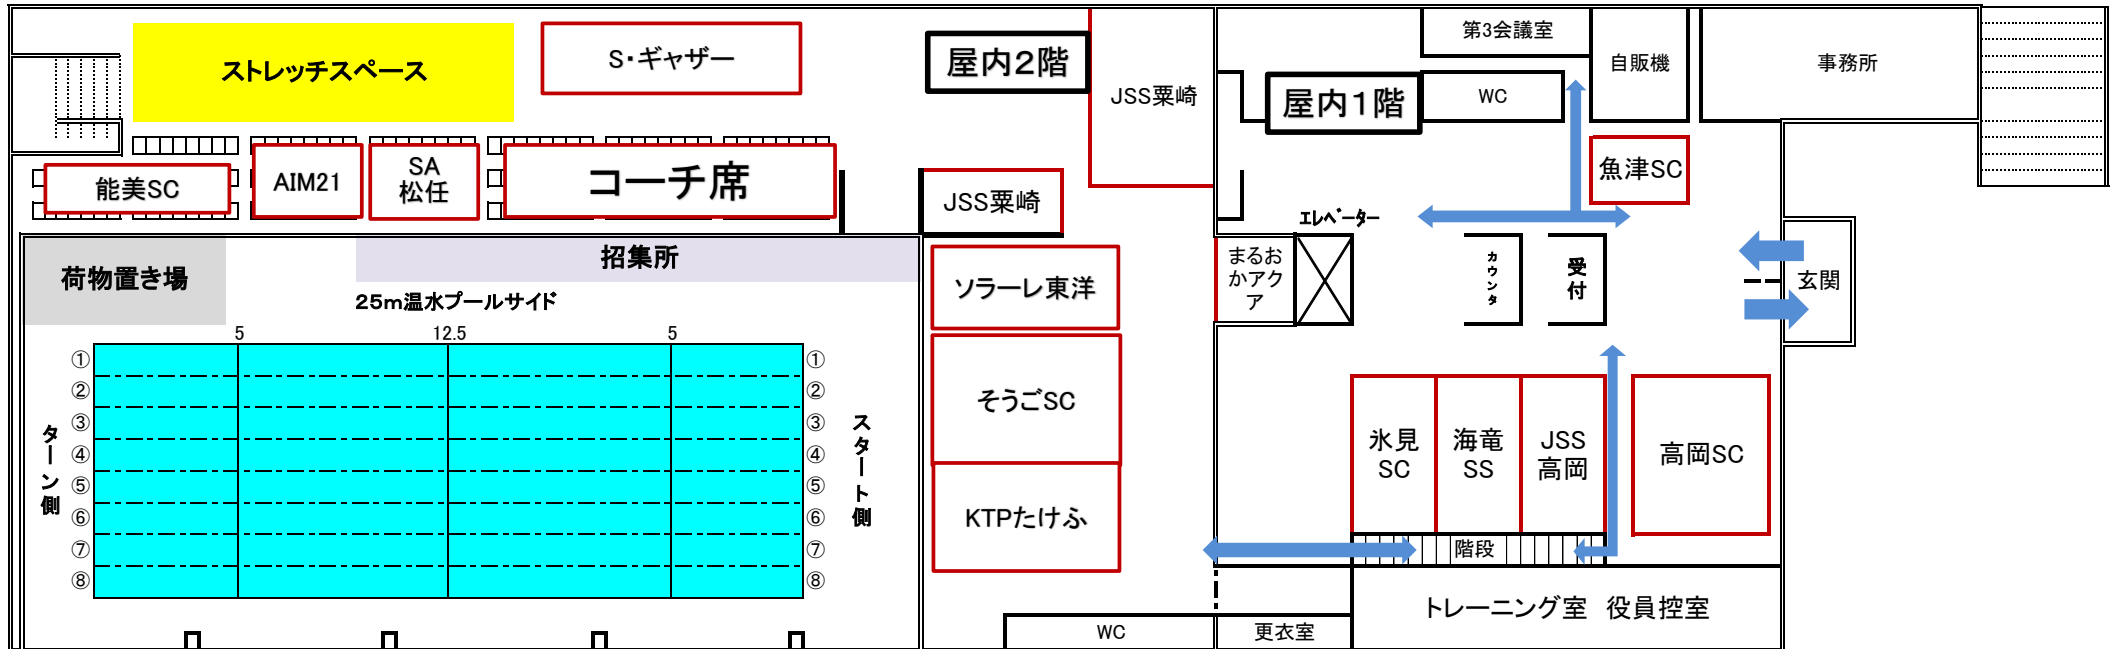 ストレッチスペース
S・ギャザー
屋内2階
JSS粟崎
第3会議室
自販機
事務所
屋内1階
WC
能美SC
AIM21
SA
松任
コーチ席
JSS粟崎
魚津SC
エレベーター
荷物置き場
招集所
25m温水プールサイド
ソラーレ東洋
まるお
かアク
ア
カウンタ
受付
玄関
5
12.5
5
①
②
③
④
⑤
⑥
⑦
⑧
ターン側
①
②
③
④
⑤
⑥
⑦
⑧
スタート側
そうごSC
KTPたけふ
氷見
SC
海竜
SS
JSS
高岡
高岡SC
階段
トレーニング室 役員控室
WC
更衣室